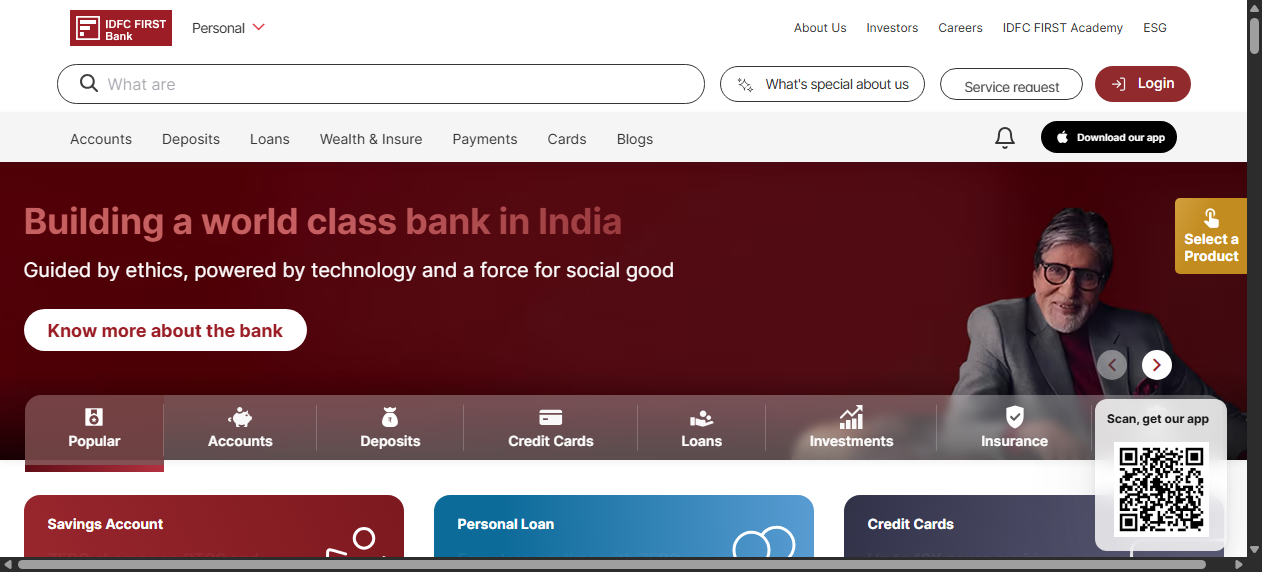 IDFC FIRST
Bank
Personal
About Us
Investors
Careers
IDFC FIRST Academy
ESG
What are
What's special about us
Service request
Login
Accounts
Deposits
Loans
Wealth & Insure
Payments
Cards
Blogs
Download our app
Building a world class bank in India
Guided by ethics, powered by technology and a force for social good
Know more about the bank
Select a
Product
Popular
Accounts
Deposits
Credit Cards
Loans
Investments
Insurance
Scan, get our app
Savings Account
Personal Loan
Credit Cards